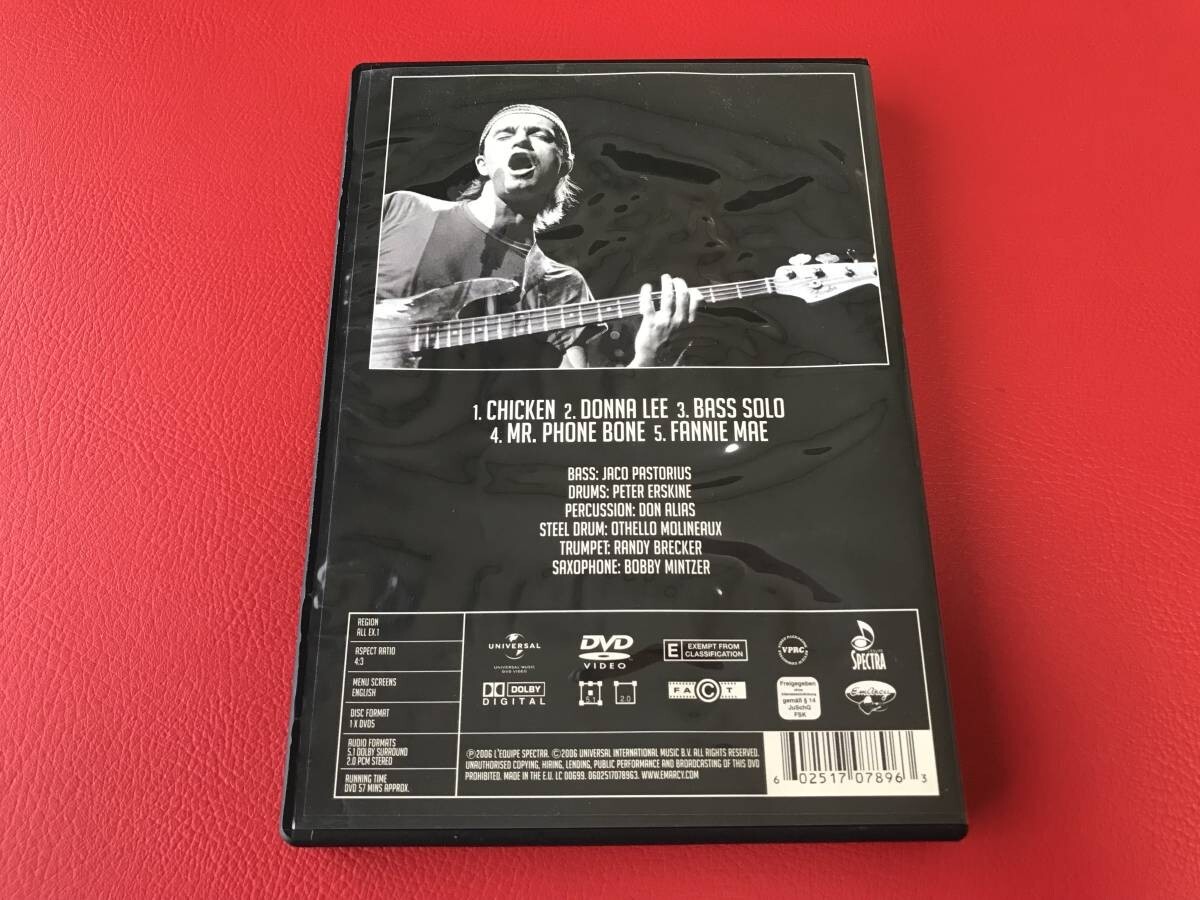 1. CHICKEN 2. DONNA LEE 3. BASS SOLO
4. MR. PHONE BONE 5. FANNIE MAE
BASS: JACO PASTORIUS
DRUMS: PETER ERSKINE
PERCUSSION: DON ALIAS
STEEL DRUM: OTHELLO MOLINEAUX
TRUMPET: RANDY BRECKER
SAXOPHONE: BOBBY MINTZER
REGION
ALL EX.1
ASPECT RATIO
4:3
MENU SCREENS
ENGLISH
DISC FORMAT
1 X DVD5
AUDIO FORMATS
5.1 DOLBY SURROUND
2.0 PCM STEREO
RUNNING TIME
DVD 57 MINS APPROX.
UNIVERSAL
UNIVERSAL MUSIC
DVD VIDEO
DVD
VIDEO
E EXEMPT FROM
CLASSIFICATION
VPRC
SPECTRA
DOLBY
DIGITAL
5.1
2.0
FACT
Freigegeben
ohne
gemäß § 14
JuSchG
FSK
EmArcy
℗2006 L'EQUIPE SPECTRA. ©2006 UNIVERSAL INTERNATIONAL MUSIC B.V. ALL RIGHTS RESERVED.
UNAUTHORISED COPYING, HIRING, LENDING, PUBLIC PERFORMANCE AND BROADCASTING OF THIS DVD
PROHIBITED. MADE IN THE E.U. LC 00699. 0602517078963. WWW.EMARCY.COM
6 02517 07896 3